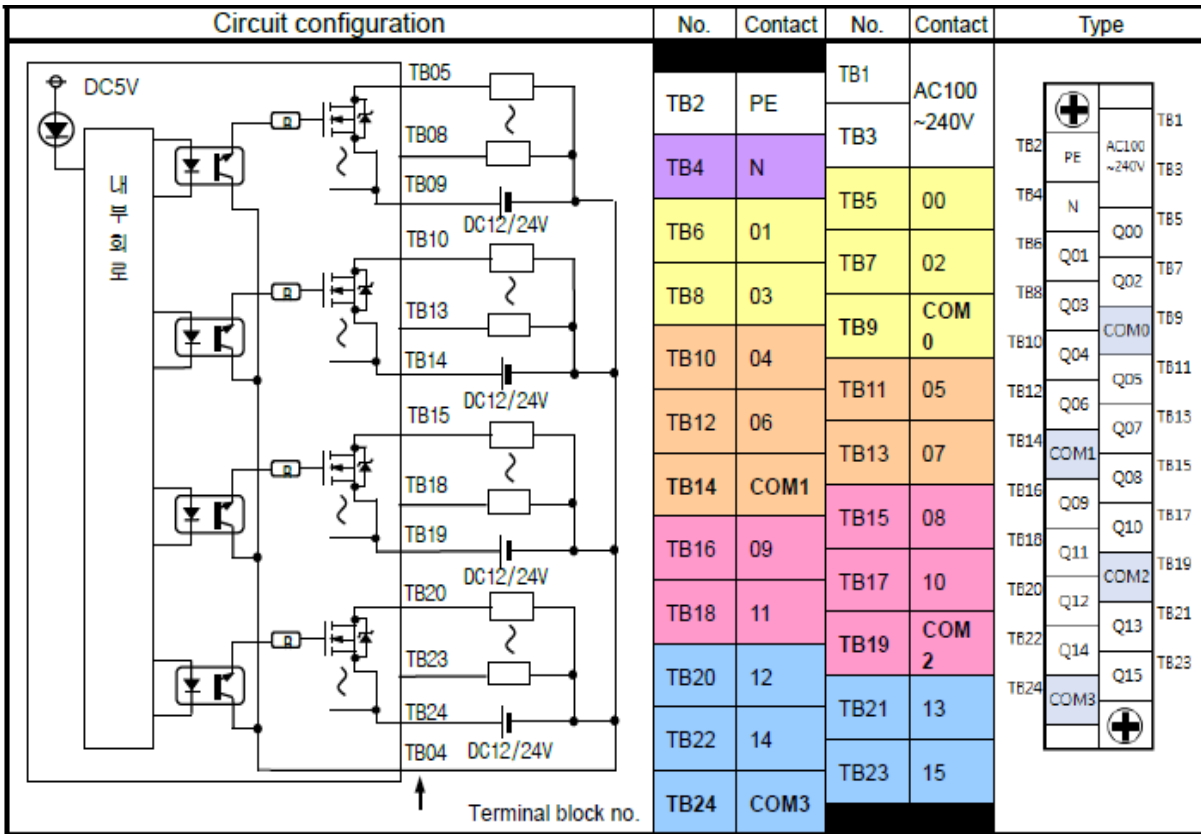 Circuit configuration
No.
Contact
No.
Contact
Type
DC5V
내
부
회
로
R
R
R
R
TB05
TB08
TB09
DC12/24V
TB10
TB13
TB14
DC12/24V
TB15
TB18
TB19
DC12/24V
TB20
TB23
TB24
TB04
DC12/24V
Terminal block no.
TB2 PE
TB4 N
TB6 01
TB8 03
TB10 04
TB12 06
TB14 COM1
TB16 09
TB18 11
TB20 12
TB22 14
TB24 COM3
TB1
AC100
~240V
TB3
TB5 00
TB7 02
TB9 COM
0
TB11 05
TB13 07
TB15 08
TB17 10
TB19 COM
2
TB21 13
TB23 15
TB2
TB4
TB6
TB8
TB10
TB12
TB14
TB16
TB18
TB20
TB22
TB24
PE
N
Q01
Q03
Q04
Q06
COM1
Q09
Q11
Q12
Q14
COM3
AC100
~240V
Q00
Q02
COM0
Q05
Q07
Q08
Q10
COM2
Q13
Q15
TB1
TB3
TB5
TB7
TB9
TB11
TB13
TB15
TB17
TB19
TB21
TB23